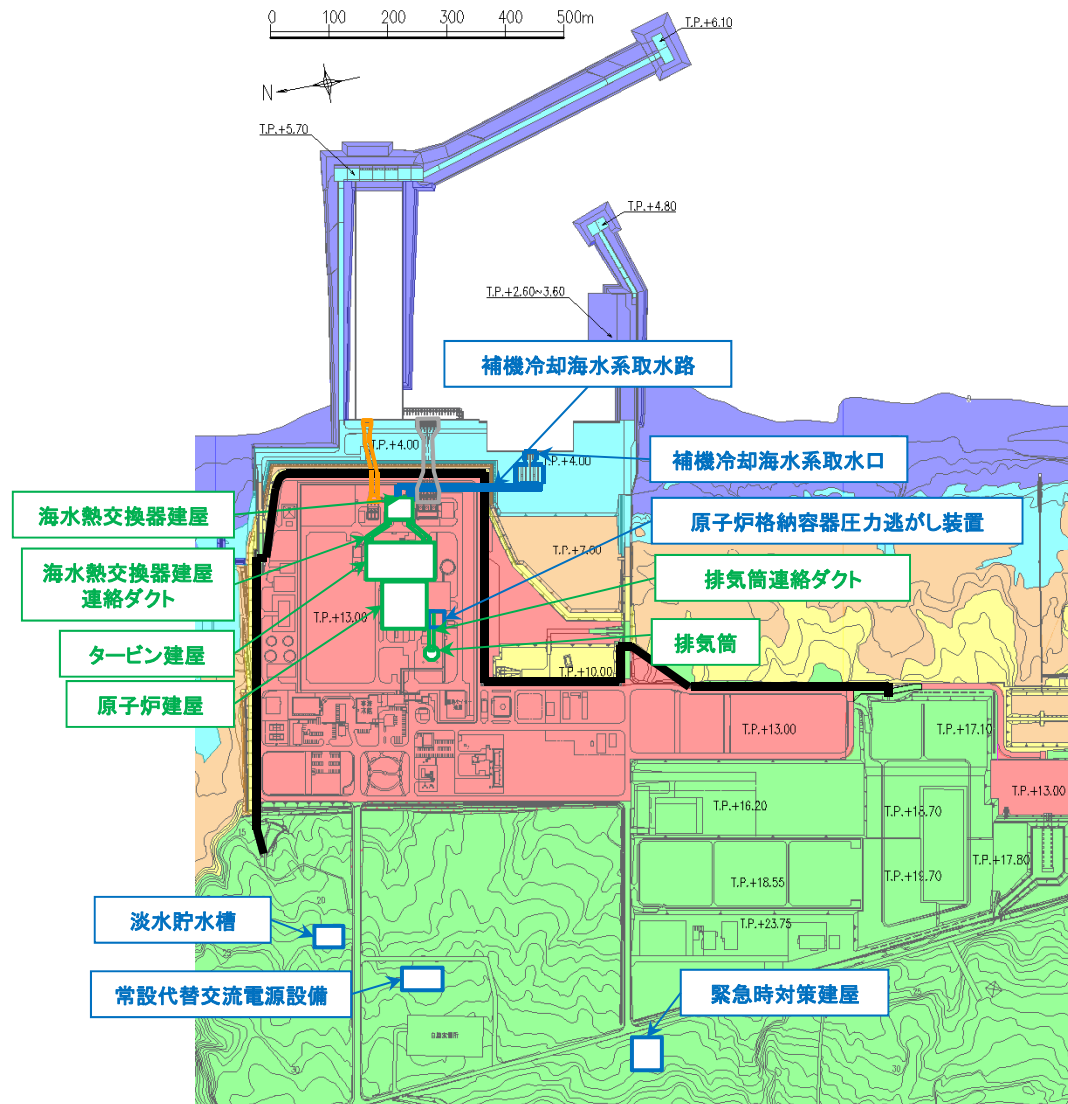 0 100 200 300 400 500m
N
T.P.+6.10
T.P.+5.70
T.P.+4.80
T.P.+2.60~3.60
補機冷却海水系取水路
T.P.+4.00
T.P.+4.00
補機冷却海水系取水口
海水熱交換器建屋
原子炉格納容器圧力逃がし装置
T.P.+7.00
海水熱交換器建屋
連絡ダクト
排気筒連絡ダクト
T.P.+13.00
タービン建屋
排気筒
T.P.+10.00
原子炉建屋
T.P.+13.00
T.P.+17.10
T.P.+13.00
T.P.+16.20
T.P.+18.70
15
T.P.+17.80
T.P.+18.55
T.P.+19.70
20
淡水貯水槽
T.P.+23.75
常設代替交流電源設備
緊急時対策建屋
25
30
30